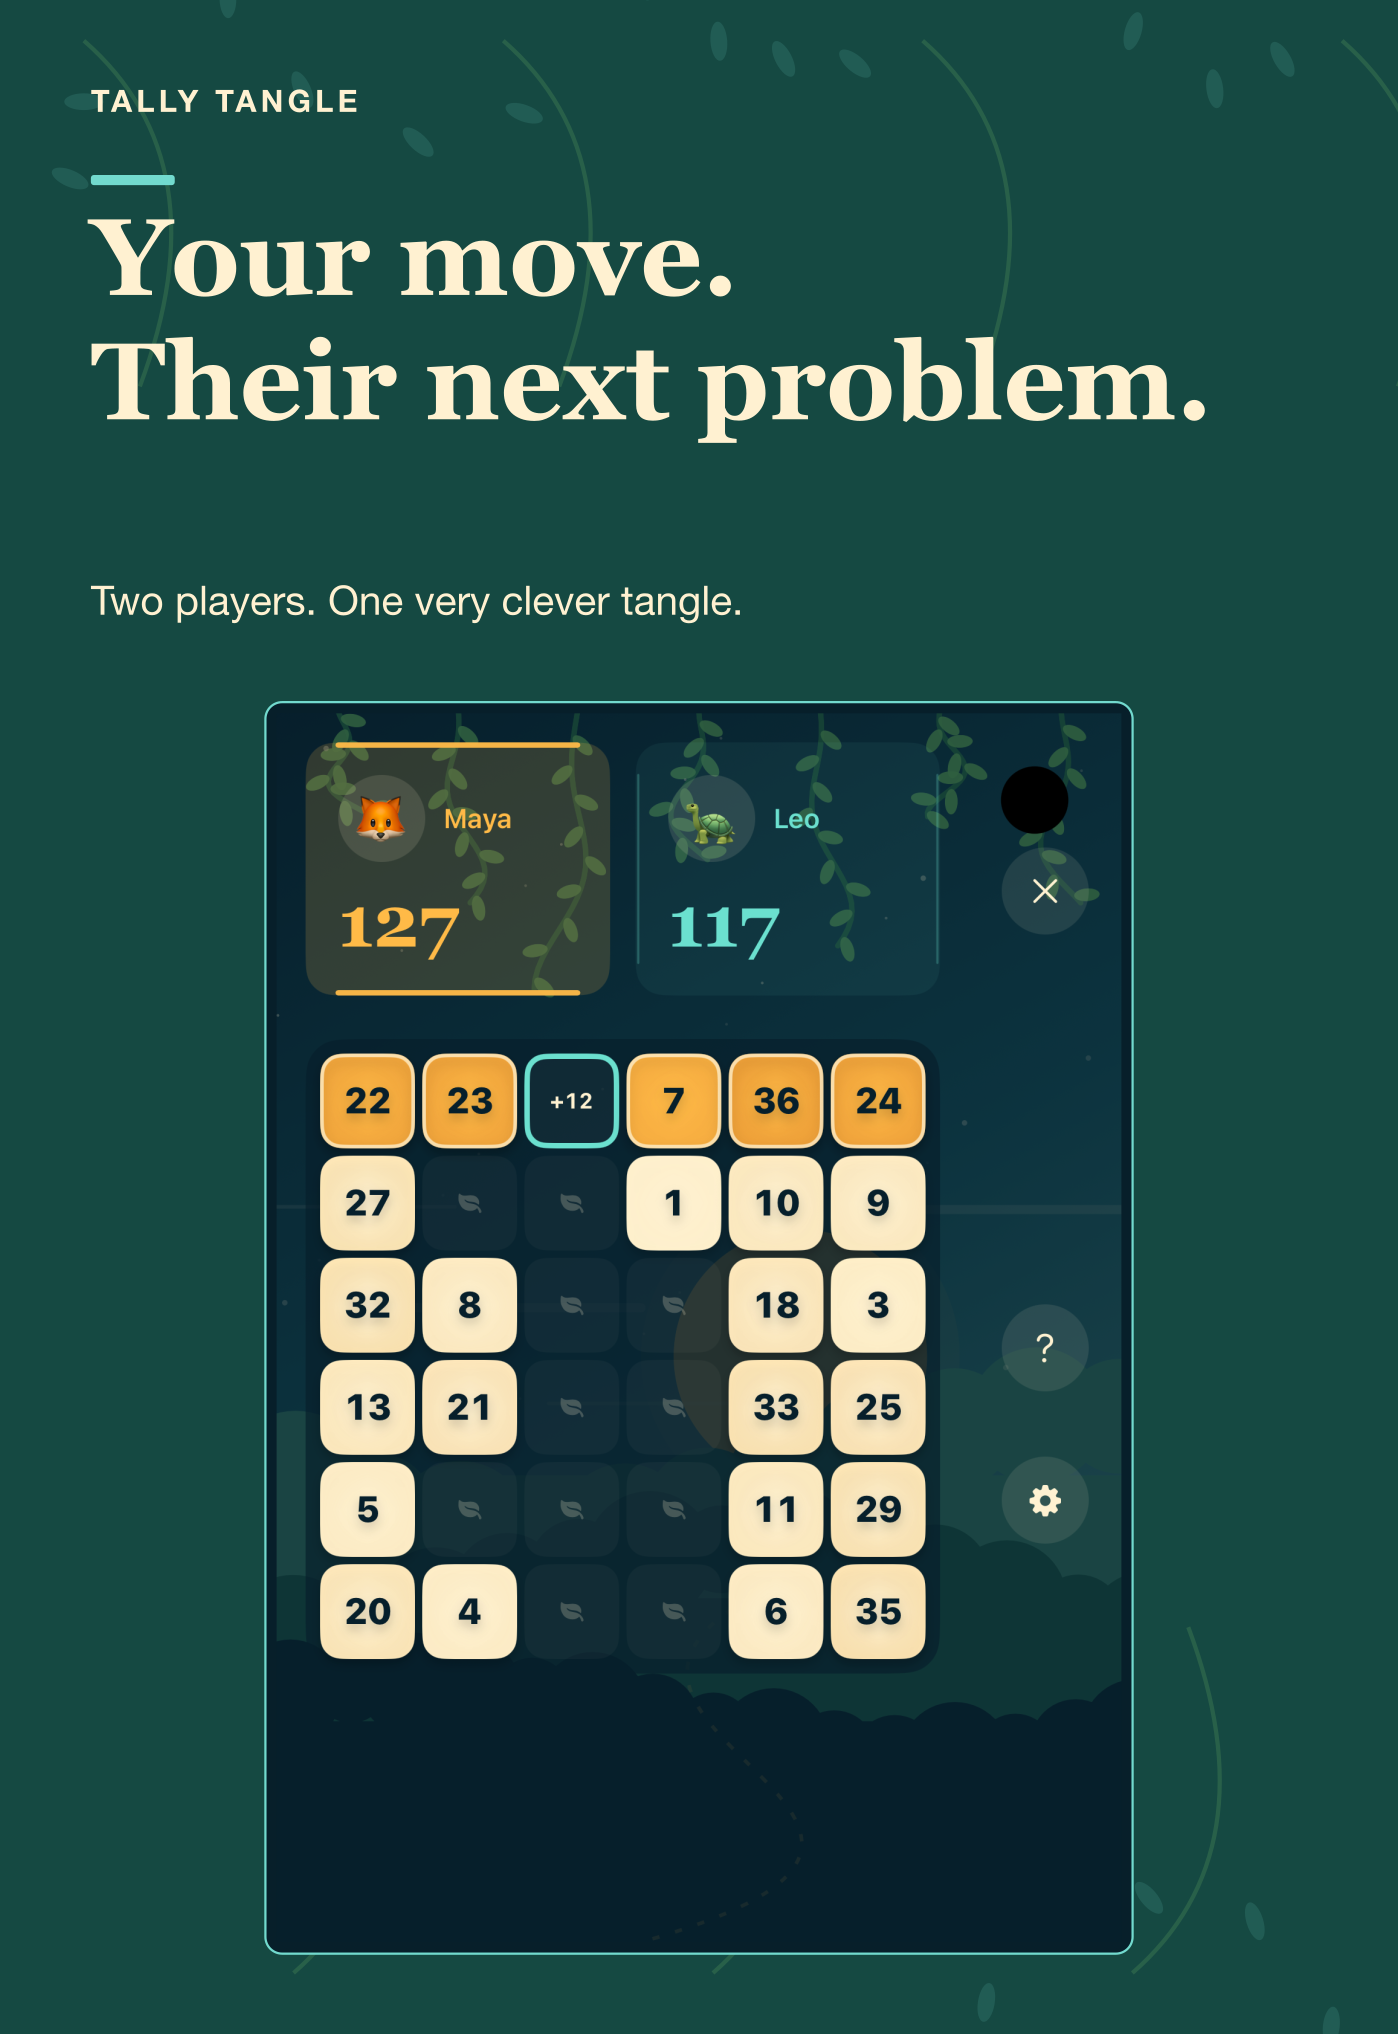 TALLY TANGLE
Your move.
Their next problem.
Two players. One very clever tangle.
Maya
Leo
127
117
22 23 +12 7 36 24
27 1 10 9
32 8 18 3
?
13 21 33 25
5 11 29
20 4 6 35